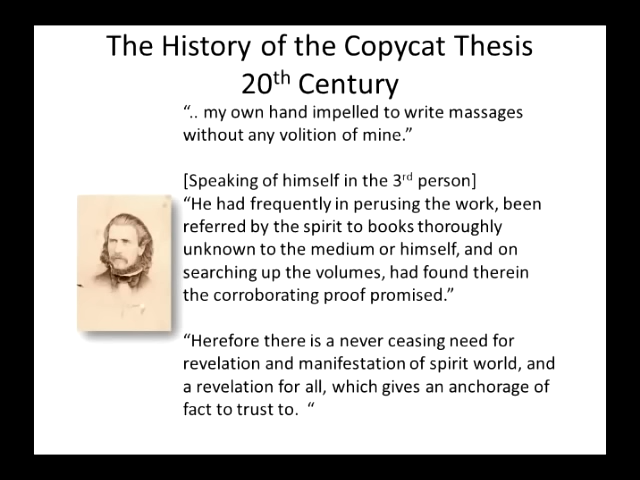 The History of the Copycat Thesis
20th Century
“.. my own hand impelled to write massages
without any volition of mine.”
[Speaking of himself in the 3rd person]
“He had frequently in perusing the work, been
referred by the spirit to books thoroughly
unknown to the medium or himself, and on
searching up the volumes, had found therein
the corroborating proof promised.”
“Herefore there is a never ceasing need for
revelation and manifestation of spirit world, and
a revelation for all, which gives an anchorage of
fact to trust to. “